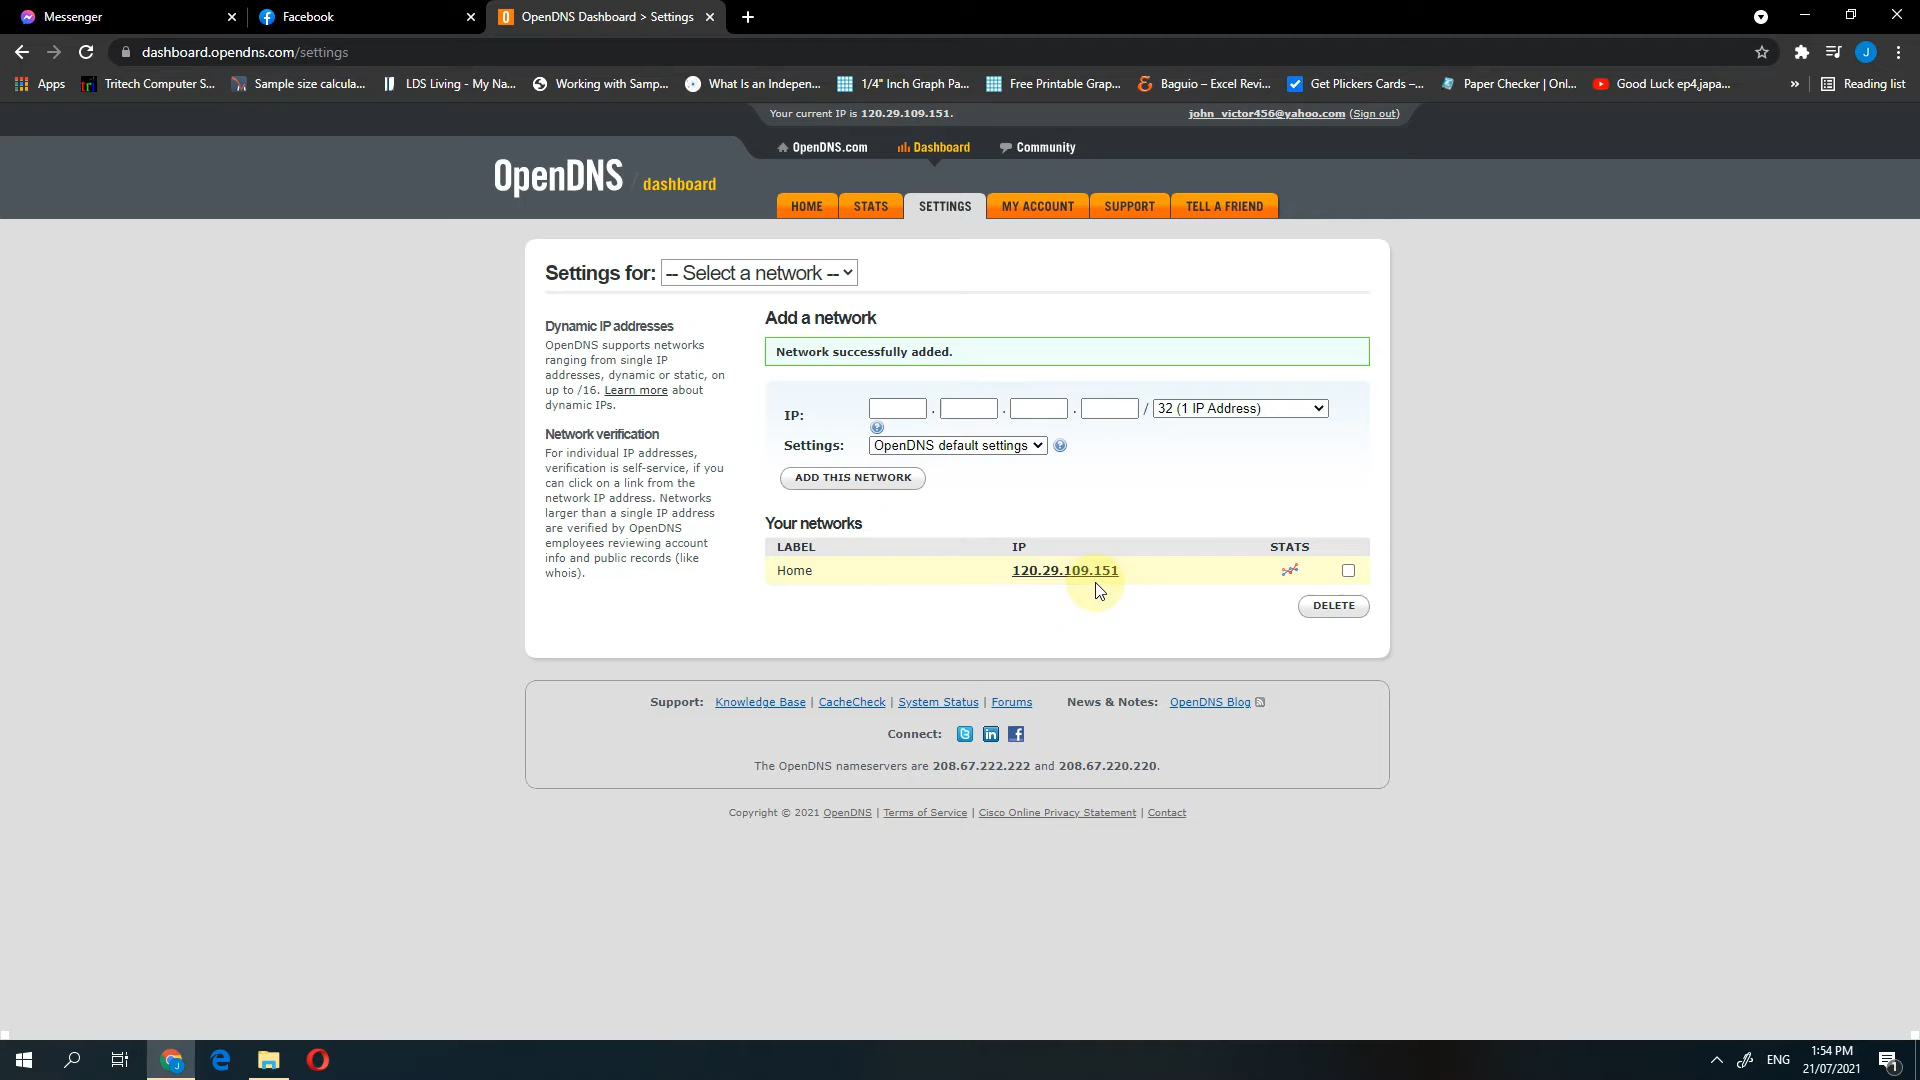 Messenger
Facebook
OpenDNS Dashboard > Settings
dashboard.opendns.com/settings
J
Apps
Tritech Computer S...
Sample size calcula...
LDS Living - My Na...
Working with Samp...
What Is an Indepen...
1/4" Inch Graph Pa...
Free Printable Grap...
Baguio – Excel Revi...
Get Plickers Cards –...
Paper Checker | Onl...
Good Luck ep4,japa...
»
Reading list
Your current IP is 120.29.109.151.
john_victor456@yahoo.com (Sign out)
OpenDNS.com
Dashboard
Community
OpenDNS / dashboard
HOME
STATS
SETTINGS
MY ACCOUNT
SUPPORT
TELL A FRIEND
Settings for: -- Select a network --
Dynamic IP addresses
OpenDNS supports networks
ranging from single IP
addresses, dynamic or static, on
up to /16. Learn more about
dynamic IPs.
Network verification
For individual IP addresses,
verification is self-service, if you
can click on a link from the
network IP address. Networks
larger than a single IP address
are verified by OpenDNS
employees reviewing account
info and public records (like
whois).
Add a network
Network successfully added.
IP: . . . / 32 (1 IP Address)
?
Settings: OpenDNS default settings ?
ADD THIS NETWORK
Your networks
LABEL IP STATS
Home 120.29.109.151
DELETE
Support: Knowledge Base | CacheCheck | System Status | Forums News & Notes: OpenDNS Blog
Connect:
The OpenDNS nameservers are 208.67.222.222 and 208.67.220.220.
Copyright © 2021 OpenDNS | Terms of Service | Cisco Online Privacy Statement | Contact
ENG
1:54 PM
21/07/2021
1